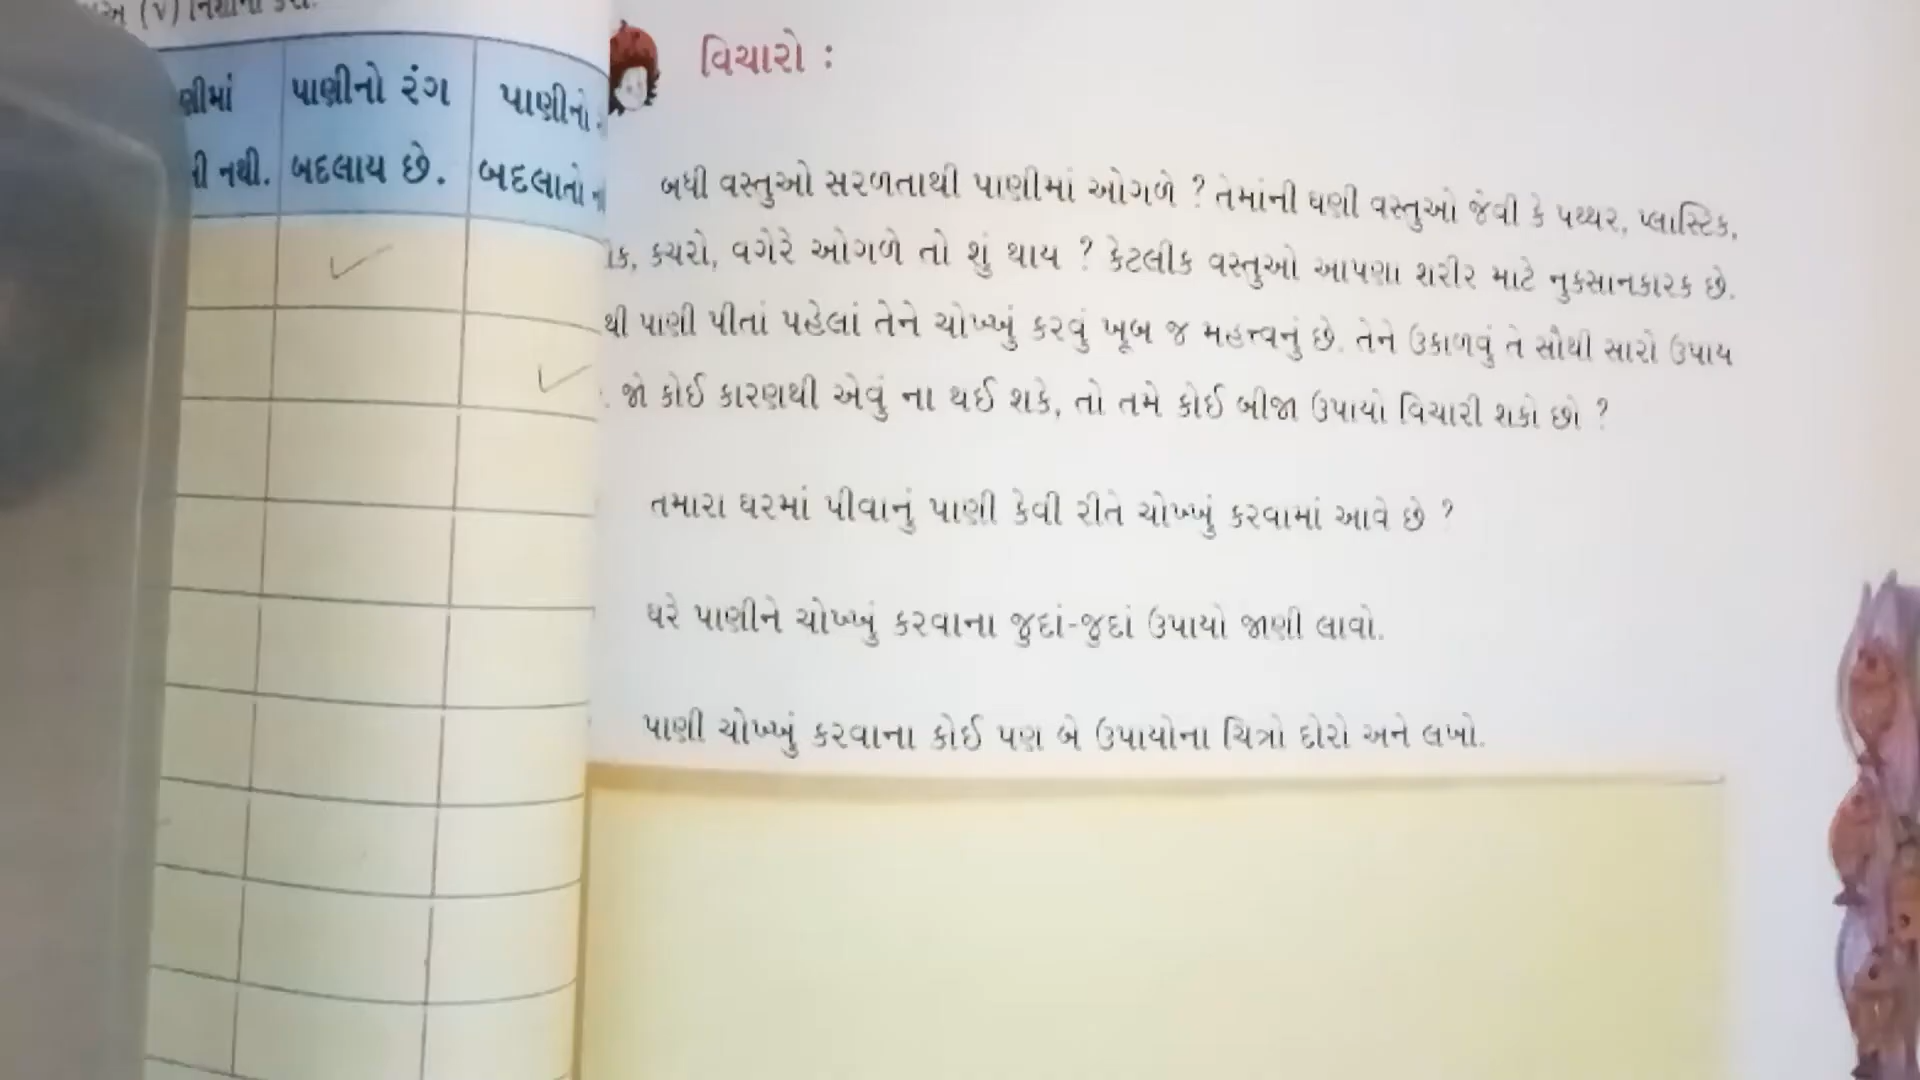 (√) નિશાની કરો.
પાણીનો રંગ
બદલાય છે.
પાણીનો
નથી.
બદલાતો
વિચારો :
બધી વસ્તુઓ સરળતાથી પાણીમાં ઓગળે ? તેમાંની ઘણી વસ્તુઓ જેવી કે પથ્થર, પ્લાસ્ટિક,
કચરો, વગેરે ઓગળે તો શું થાય ? કેટલીક વસ્તુઓ આપણા શરીર માટે નુકસાનકારક છે.
થી પાણી પીતાં પહેલાં તેને ચોખ્ખું કરવું ખૂબ જ મહત્ત્વનું છે. તેને ઉકાળવું તે સૌથી સારો ઉપાય
. જો કોઈ કારણથી એવું ના થઈ શકે, તો તમે કોઈ બીજા ઉપાયો વિચારી શકો છો ?
તમારા ઘરમાં પીવાનું પાણી કેવી રીતે ચોખ્ખું કરવામાં આવે છે ?
ઘરે પાણીને ચોખ્ખું કરવાના જુદાં-જુદાં ઉપાયો જાણી લાવો.
પાણી ચોખ્ખું કરવાના કોઈ પણ બે ઉપાયોના ચિત્રો દોરો અને લખો.